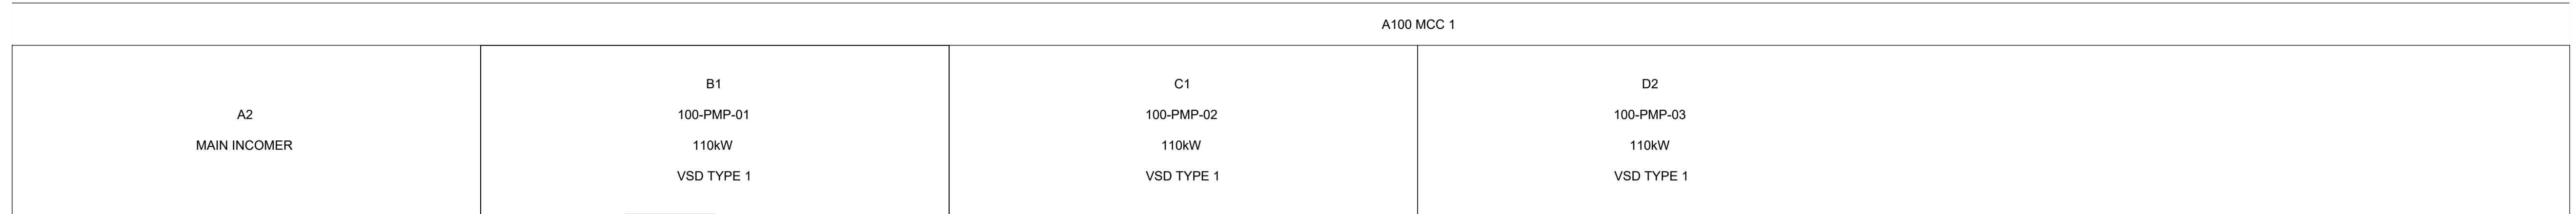 A100 MCC 1
A2
MAIN INCOMER
B1
100-PMP-01
110kW
VSD TYPE 1
C1
100-PMP-02
110kW
VSD TYPE 1
D2
100-PMP-03
110kW
VSD TYPE 1